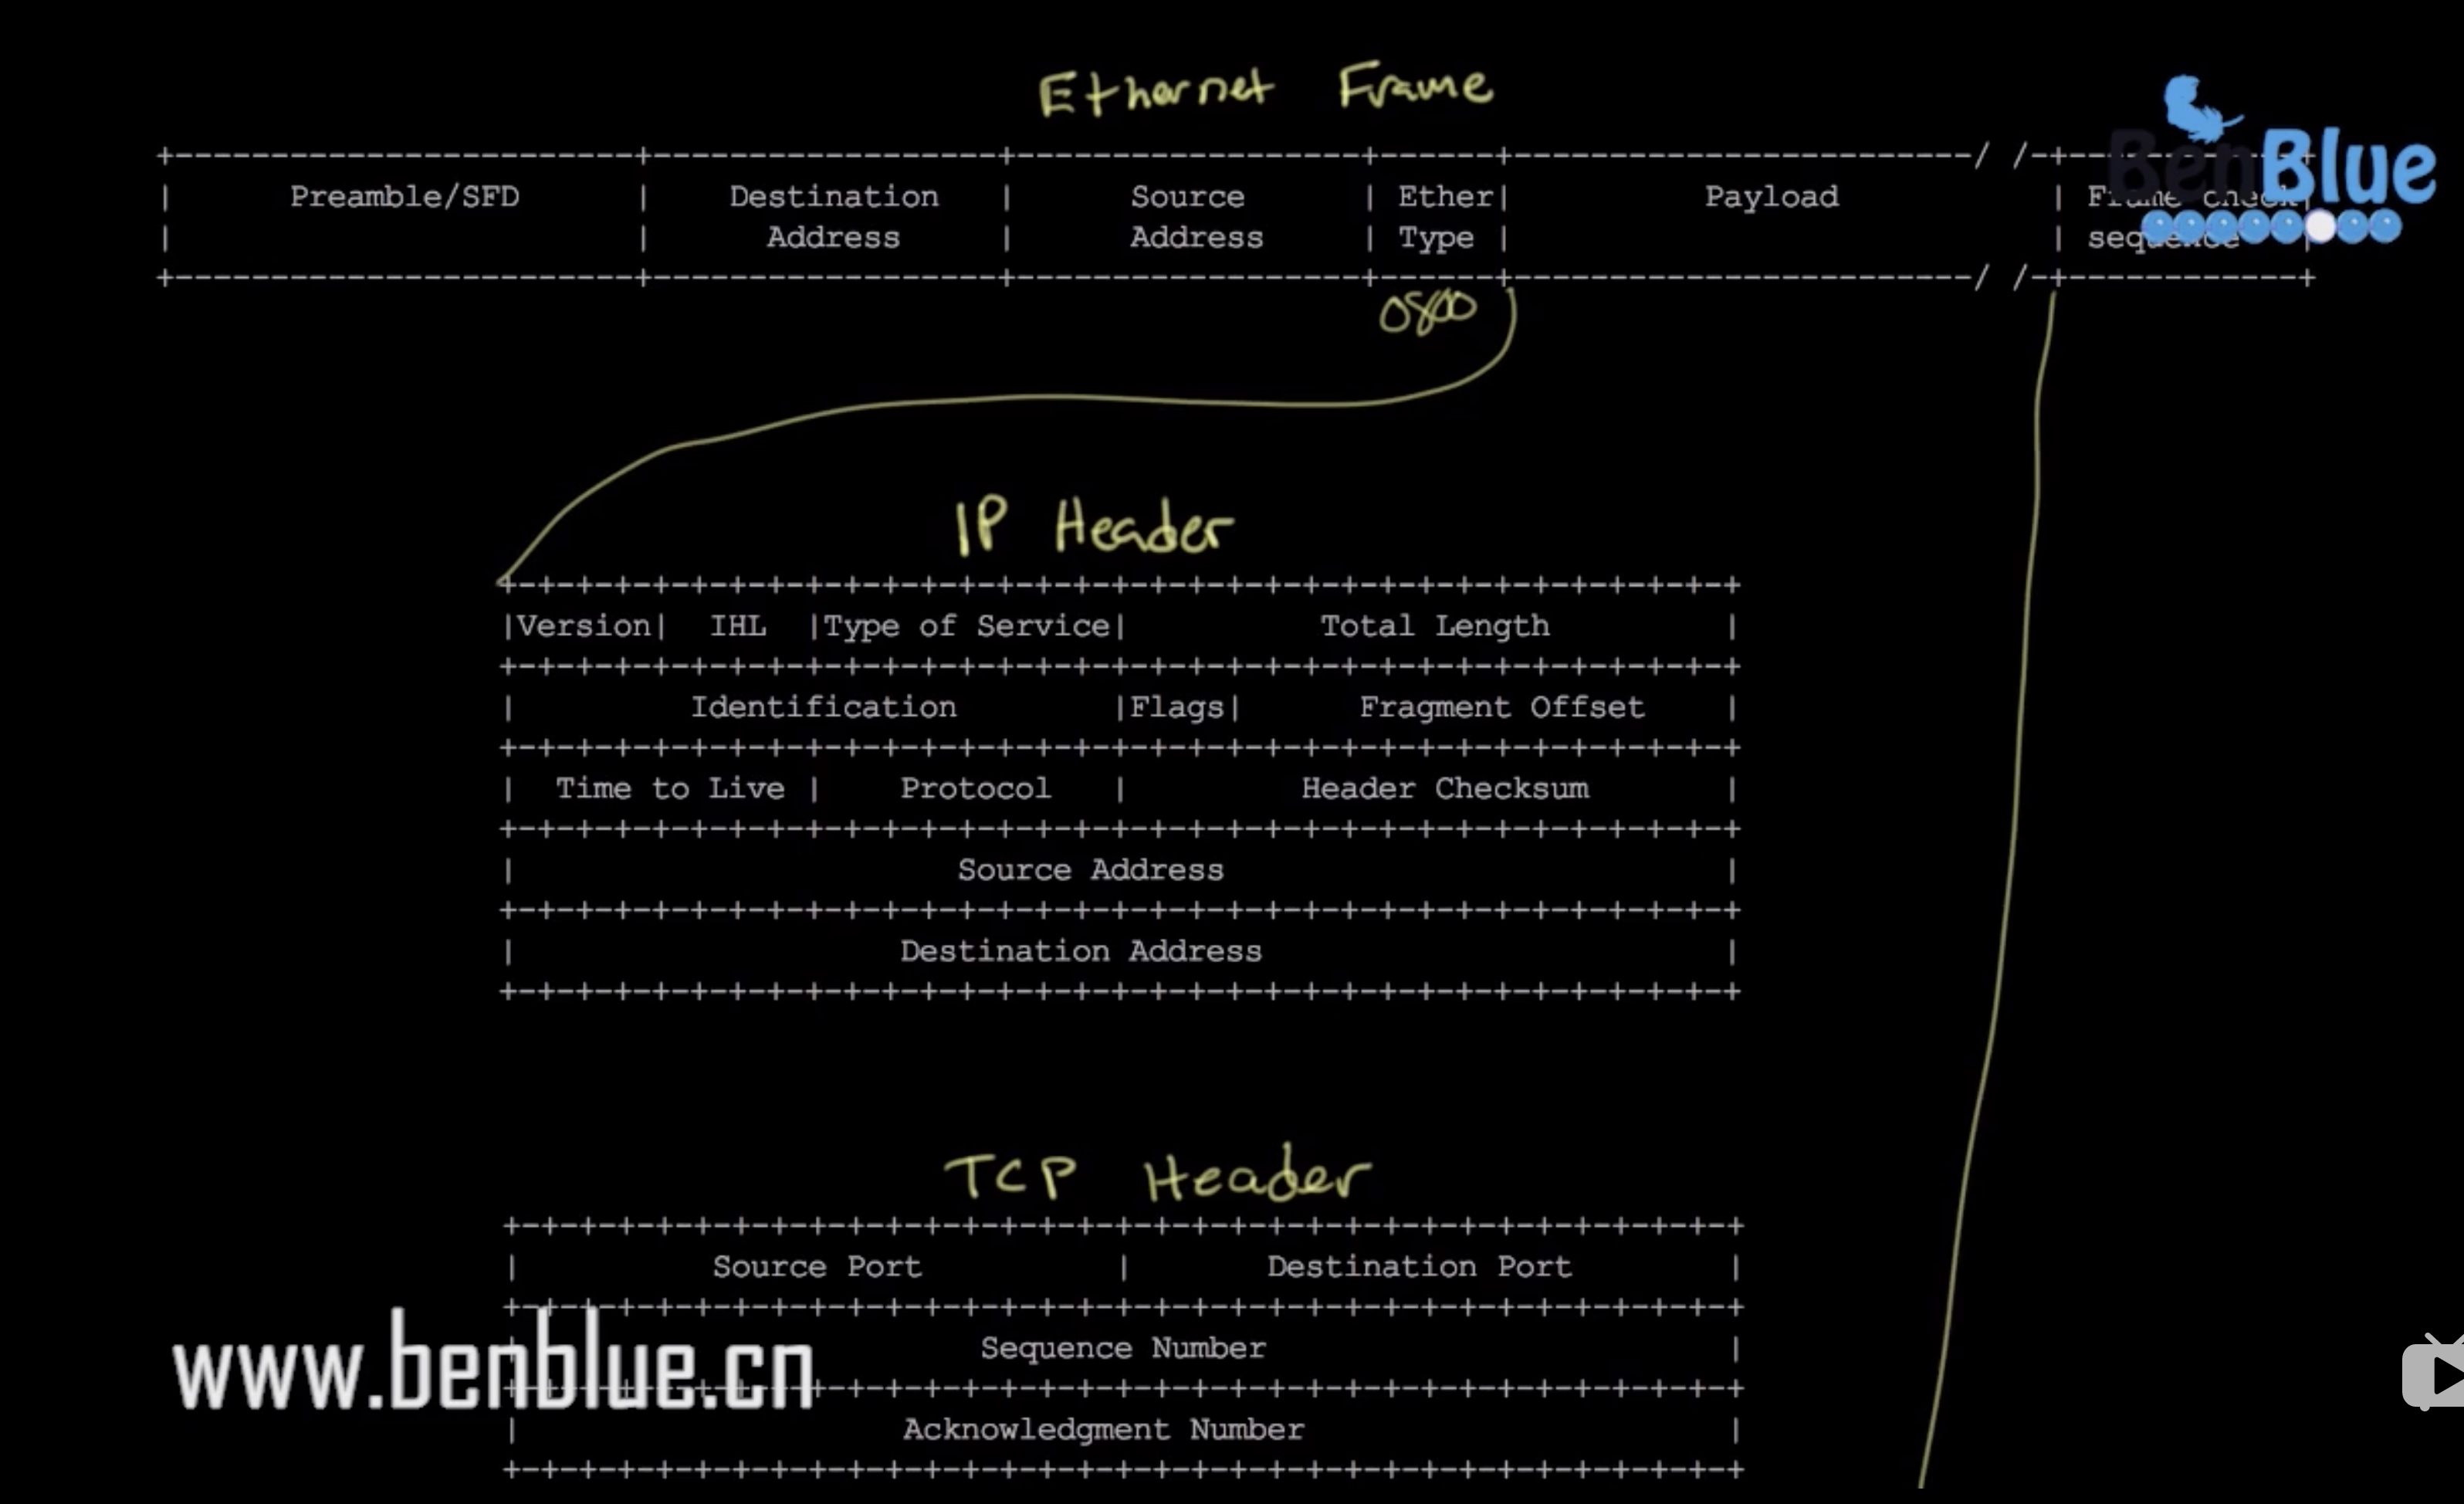 Ethernet Frame
BenBlue
Preamble/SFD Destination Source Ether Payload Frame check
Address Address Type sequence
0800
IP Header
Version IHL Type of Service Total Length
Identification Flags Fragment Offset
Time to Live Protocol Header Checksum
Source Address
Destination Address
TCP Header
Source Port Destination Port
Sequence Number
www.benblue.cn
Acknowledgment Number